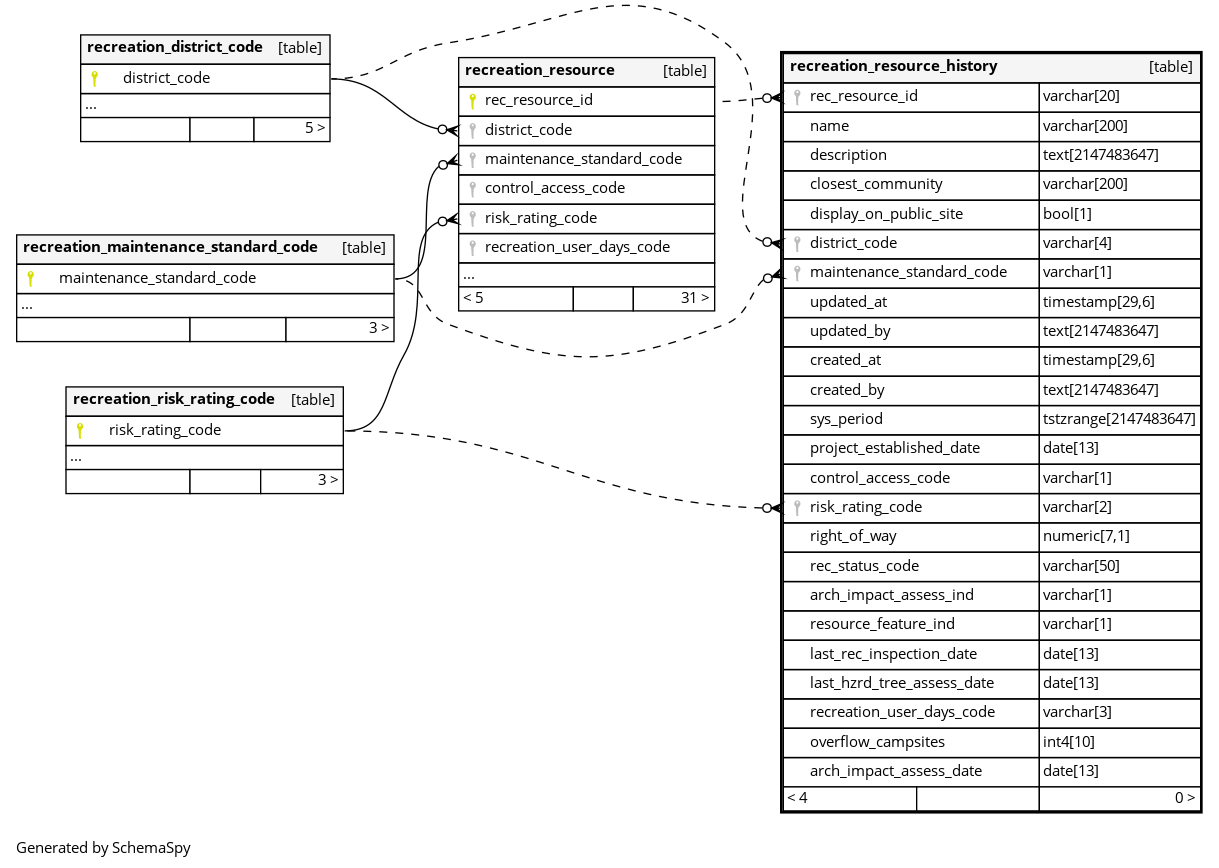 recreation_district_code [table]
district_code
...
5 >
recreation_maintenance_standard_code [table]
maintenance_standard_code
...
3 >
recreation_risk_rating_code [table]
risk_rating_code
...
3 >
recreation_resource [table]
rec_resource_id
district_code
maintenance_standard_code
control_access_code
risk_rating_code
recreation_user_days_code
...
< 5 31 >
recreation_resource_history [table]
rec_resource_id varchar[20]
name varchar[200]
description text[2147483647]
closest_community varchar[200]
display_on_public_site bool[1]
district_code varchar[4]
maintenance_standard_code varchar[1]
updated_at timestamp[29,6]
updated_by text[2147483647]
created_at timestamp[29,6]
created_by text[2147483647]
sys_period tstzrange[2147483647]
project_established_date date[13]
control_access_code varchar[1]
risk_rating_code varchar[2]
right_of_way numeric[7,1]
rec_status_code varchar[50]
arch_impact_assess_ind varchar[1]
resource_feature_ind varchar[1]
last_rec_inspection_date date[13]
last_hzrd_tree_assess_date date[13]
recreation_user_days_code varchar[3]
overflow_campsites int4[10]
arch_impact_assess_date date[13]
< 4 0 >
Generated by SchemaSpy